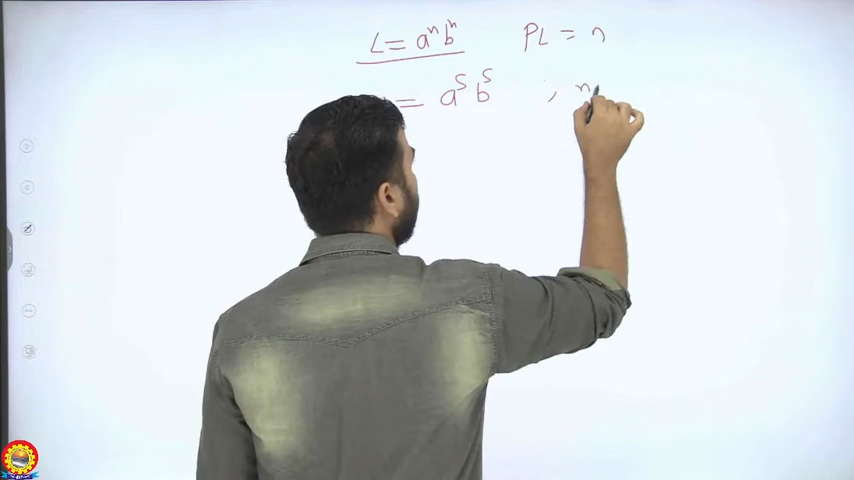 L = aⁿbⁿ PL = n
= a⁵b⁵ , n